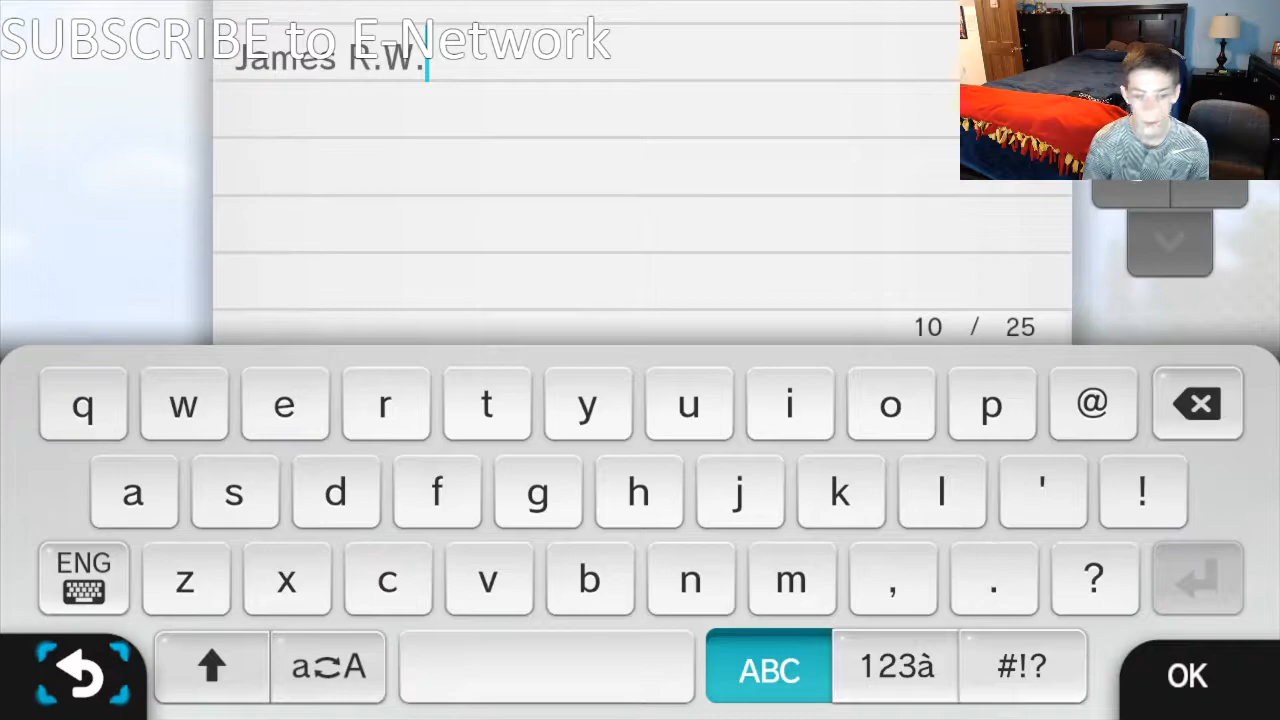 SUBSCRIBE to E-Network
James R.W.
10 / 25
q w e r t y u i o p @
a s d f g h j k l ' !
ENG z x c v b n m , . ?
a A ABC 123à #!? OK